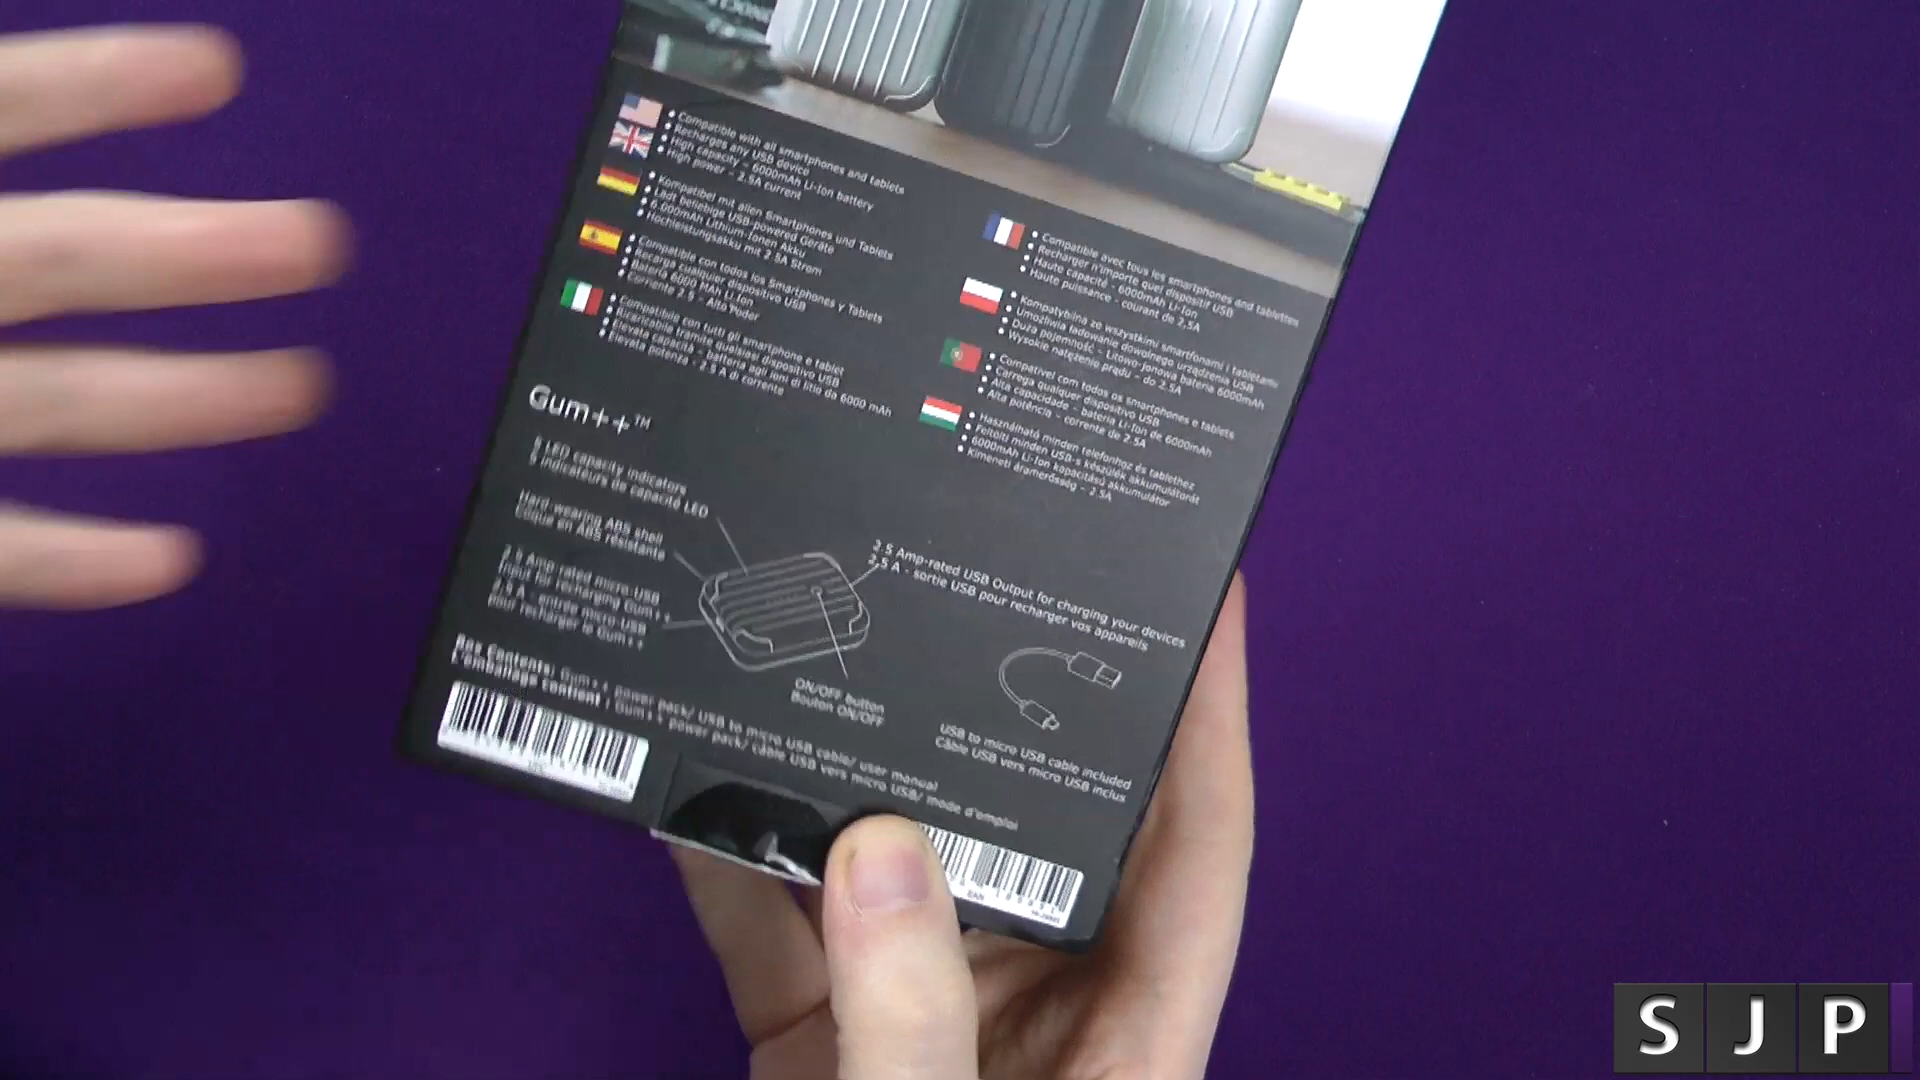 • Compatible with all smartphones and tablets
• Recharges any USB device
• High capacity – 6000mAh Li-Ion battery
• High power – 2.5A current
• Kompatibel mit allen Smartphones und Tablets
• Lädt beliebige USB-powered Geräte
• 6.000mAh Lithium-Ionen Akku
• Hochleistungsakku mit 2.5A Strom
• Compatible con todos los Smartphones y Tablets
• Recarga cualquier dispositivo USB
• Batería 6000 mAh Li-Ion
• Corriente 2.5 - Alto Poder
• Compatibile con tutti gli smartphone e tablet
• Ricaricabile tramite qualsiasi dispositivo USB
• Elevata capacità - batteria agli ioni di litio da 6000 mAh
• Elevata potenza - 2.5 A di corrente
• Compatible avec tous les smartphones and tablettes
• Recharger n'importe quel dispositif USB
• Haute capacité - 6000mAh Li-Ion
• Haute puissance - courant de 2,5A
• Kompatybilna ze wszystkimi smartfonami i tabletami
• Umożliwia ładowanie dowolnego urządzenia USB
• Duża pojemność – Litowo-Jonowa bateria 6000mAh
• Wysokie natężenie prądu – do 2.5A
• Compatível com todos os smartphones e tablets
• Carrega qualquer dispositivo USB
• Alta capacidade - bateria Li-Ion de 6000mAh
• Alta potência – corrente de 2.5A
• Használható minden telefonhoz és tablethez
• Feltölti minden USB-s készülék akkumulátorát
• 6000mAh Li-Ion kapacitású akkumulátor
• Kimeneti áramerősség – 2.5A
Gum++™
5 LED capacity indicators
5 indicateurs de capacité LED
Hard-wearing ABS shell
Coque en ABS résistante
2.5 Amp-rated micro-USB
input for recharging Gum++
2,5 A - entrée micro-USB
pour recharger le Gum++
2.5 Amp-rated USB Output for charging your devices
2,5 A - sortie USB pour recharger vos appareils
ON/OFF button
Bouton ON/OFF
USB to micro USB cable included
Câble USB vers micro USB inclus
Box Contents: Gum++ power pack/ USB to micro USB cable/ user manual
L'emballage contient : Gum++ power pack/ câble USB vers micro USB/ mode d'emploi
EAN
SJP